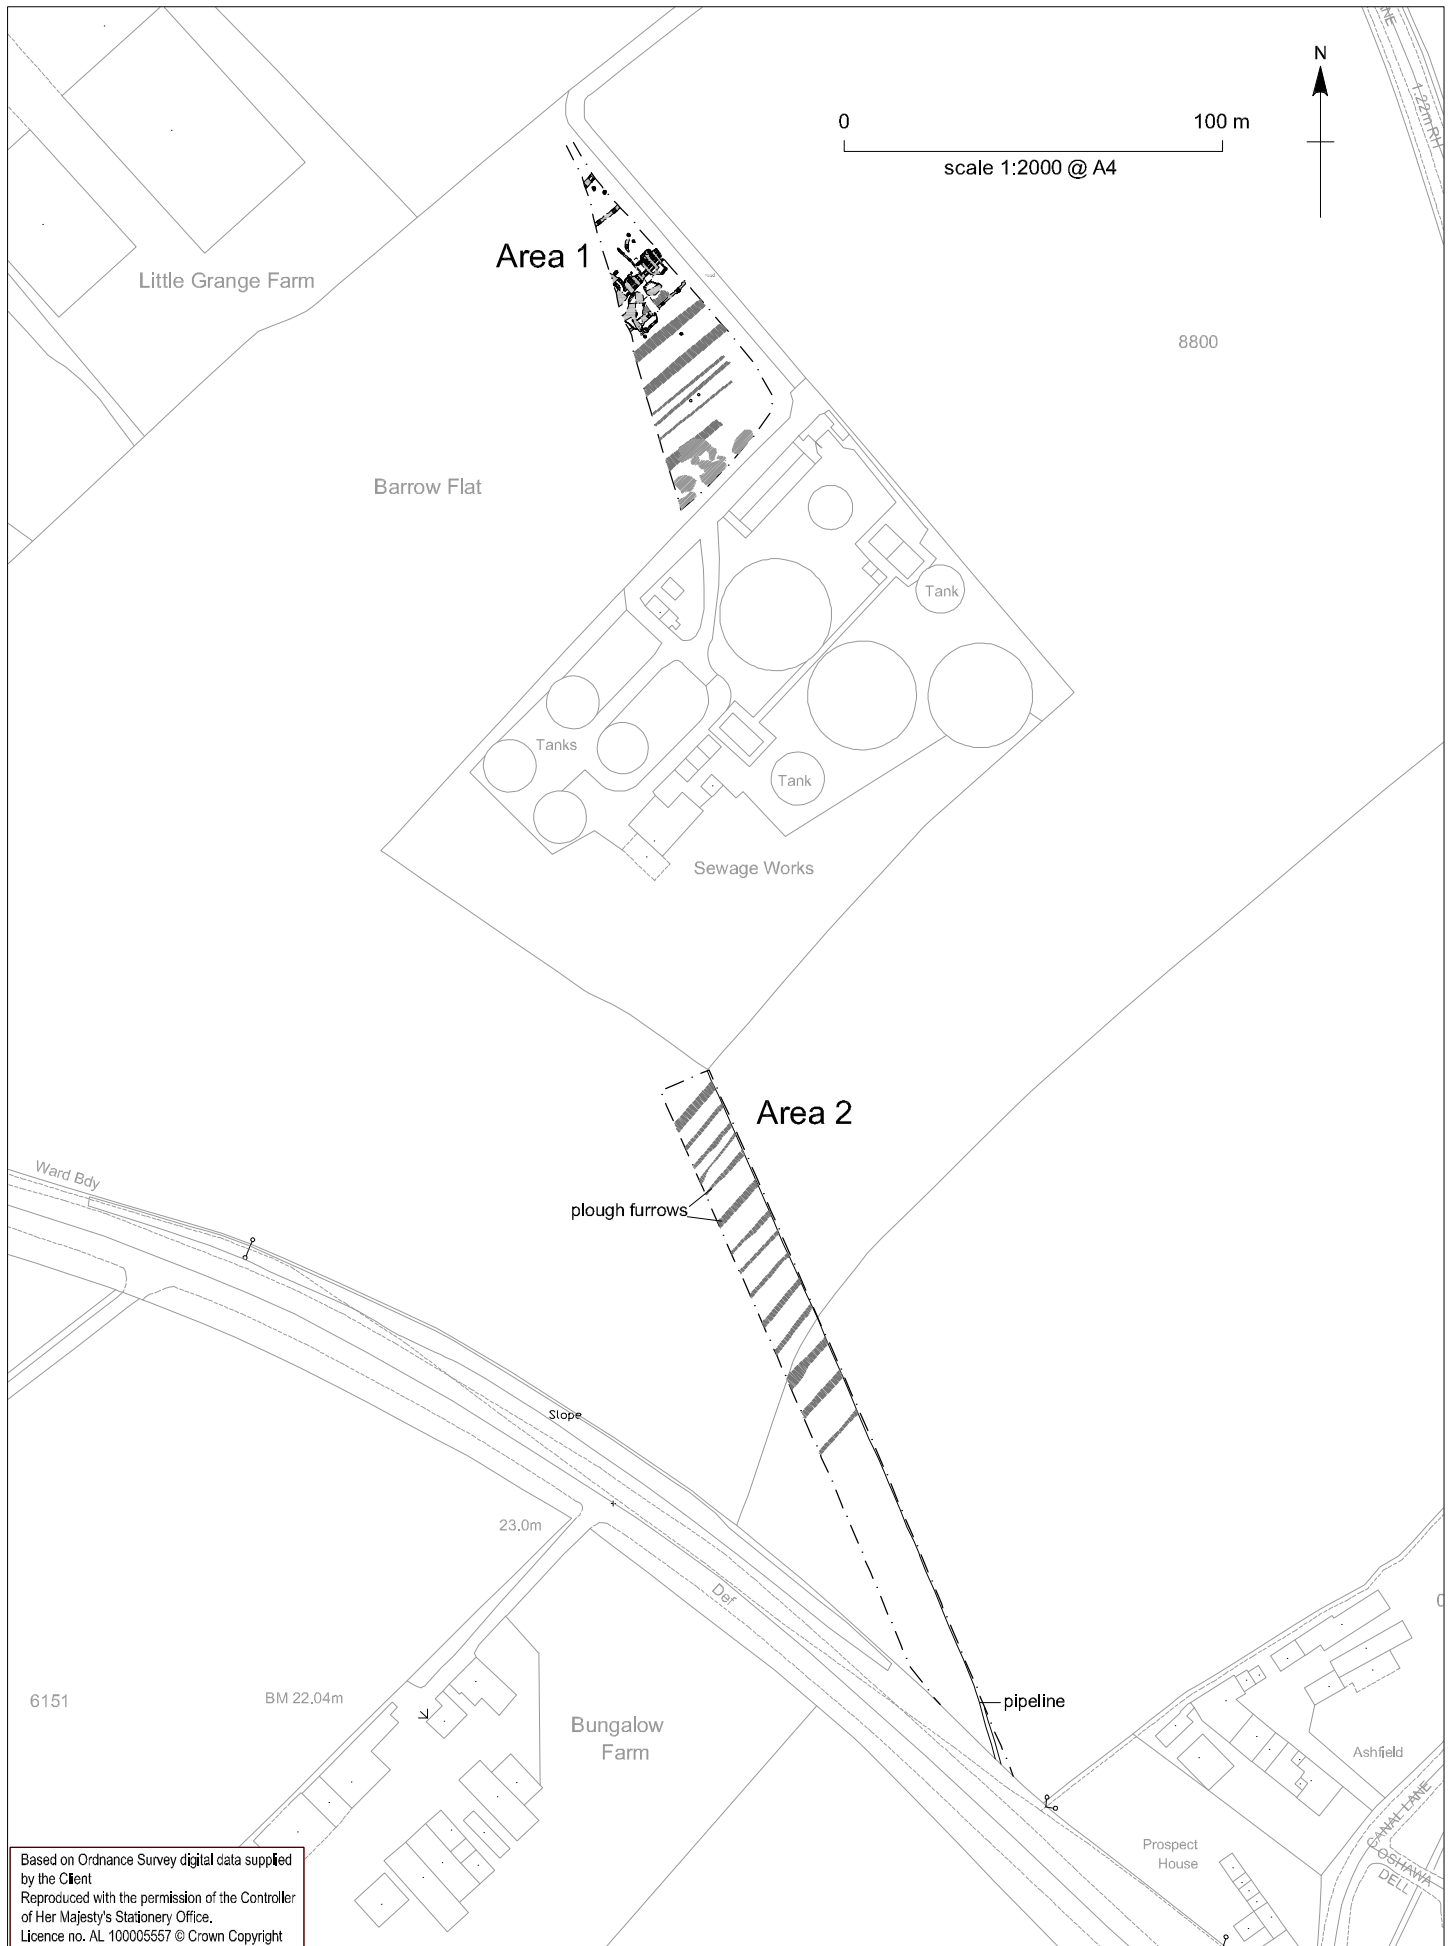 NE
N
1.22m RH
0
100 m
scale 1:2000 @ A4
Area 1
Little Grange Farm
8800
Barrow Flat
Tank
Tanks
Tank
Sewage Works
Area 2
Ward Bdy
plough furrows
Slope
23.0m
Def
6151
BM 22.04m
Bungalow
Farm
pipeline
Ashfield
CANAL LANE
OSHAWA
DELL
Prospect
House
Based on Ordnance Survey digital data supplied
by the Client
Reproduced with the permission of the Controller
of Her Majesty's Stationery Office.
Licence no. AL 100005557 © Crown Copyright